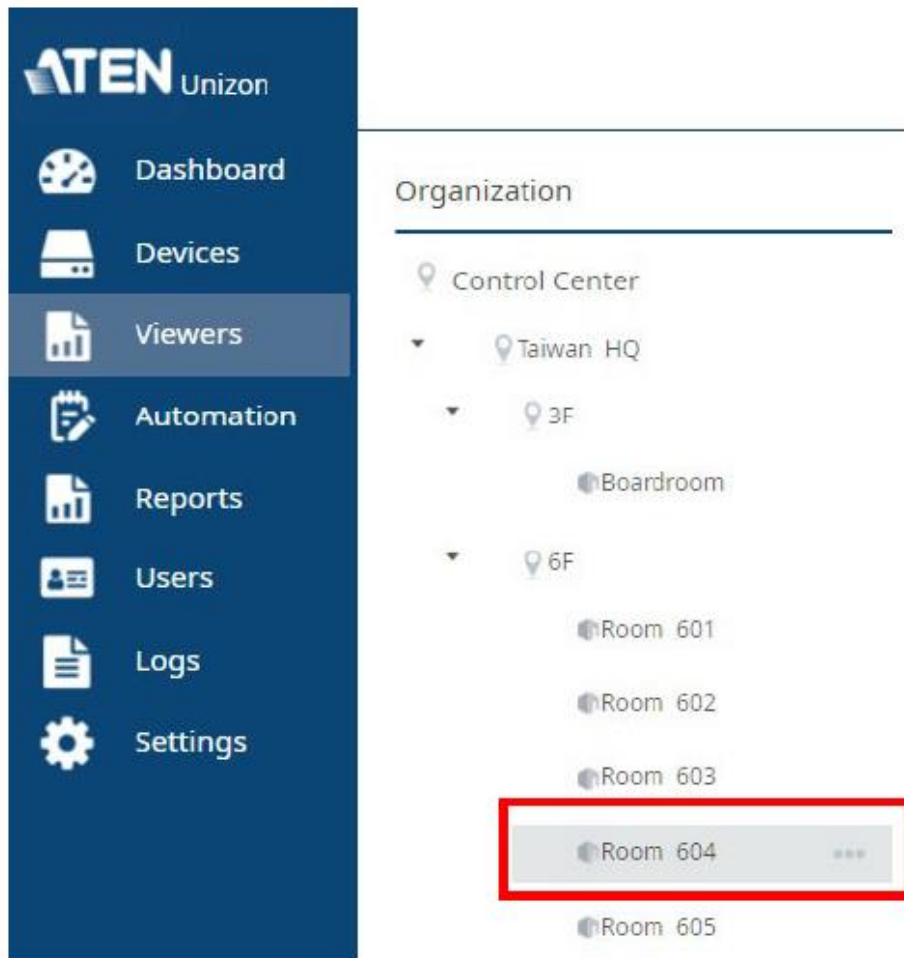 ATEN Unizon
Dashboard
Devices
Viewers
Automation
Reports
Users
Logs
Settings
Organization
Control Center
Taiwan HQ
3F
Boardroom
6F
Room 601
Room 602
Room 603
Room 604
Room 605